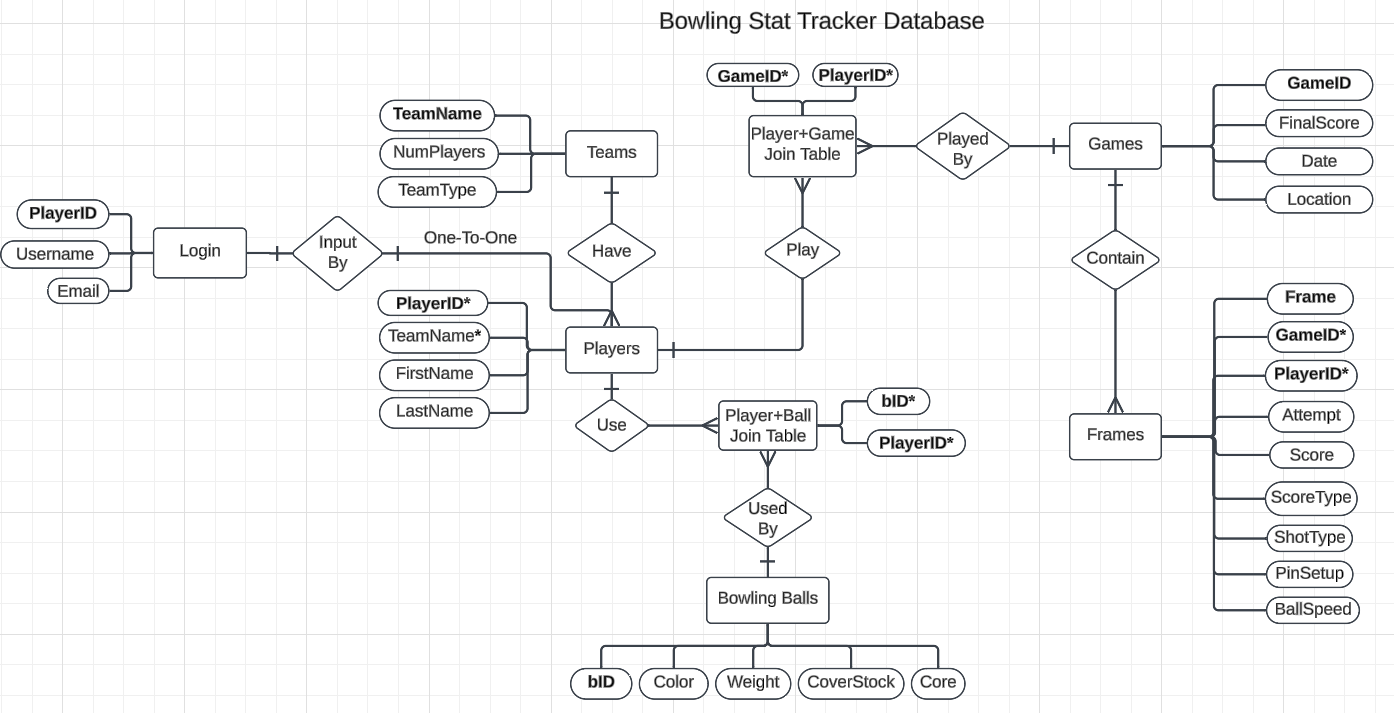 Bowling Stat Tracker Database
GameID*
PlayerID*
Player+Game
Join Table
Played
By
Games
GameID
FinalScore
Date
Location
TeamName
NumPlayers
TeamType
Teams
PlayerID
Username
Email
Login
Input
By
One-To-One
Have
Play
Contain
PlayerID*
TeamName*
FirstName
LastName
Players
Use
Player+Ball
Join Table
bID*
PlayerID*
Frames
Frame
GameID*
PlayerID*
Attempt
Score
ScoreType
ShotType
PinSetup
BallSpeed
Used
By
Bowling Balls
bID
Color
Weight
CoverStock
Core